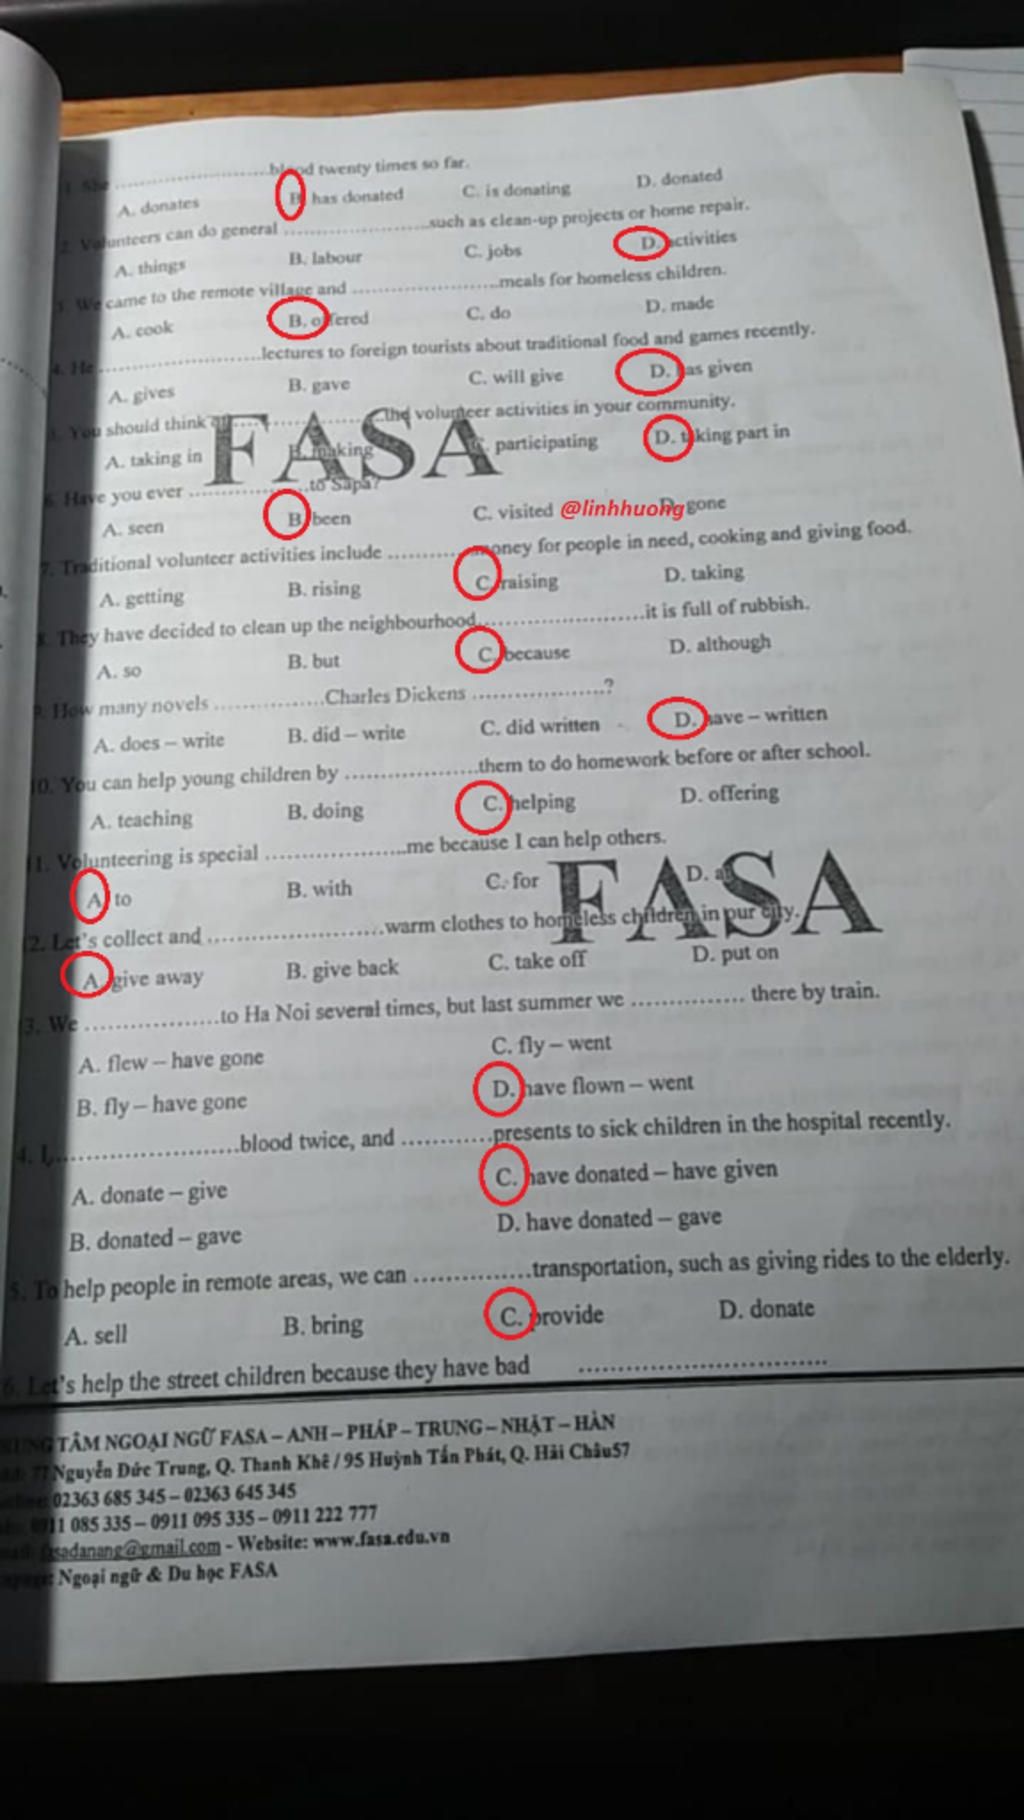 1. She ........................... blood twenty times so far.
A. donates B. has donated C. is donating D. donated
2. Volunteers can do general ........................... such as clean-up projects or home repair.
A. things B. labour C. jobs D. activities
3. We came to the remote village and ........................... meals for homeless children.
A. cook B. offered C. do D. made
4. He ........................... lectures to foreign tourists about traditional food and games recently.
A. gives B. gave C. will give D. has given
5. You should think of ........................... the volunteer activities in your community.
A. taking in B. making C. participating D. taking part in
FASA
6. Have you ever ..................... to Sapa?
A. seen B. been C. visited @linhhuong D. gone
7. Traditional volunteer activities include ............... money for people in need, cooking and giving food.
A. getting B. rising C. raising D. taking
8. They have decided to clean up the neighbourhood ........................... it is full of rubbish.
A. so B. but C. because D. although
9. How many novels .................. Charles Dickens ..................?
A. does – write B. did – write C. did written D. have – written
10. You can help young children by ..................... them to do homework before or after school.
A. teaching B. doing C. helping D. offering
11. Volunteering is special ..................... me because I can help others.
A. to B. with C. for D.
FASA
12. Let's collect and ........................... warm clothes to homeless children in our city.
A. give away B. give back C. take off D. put on
3. We ..................... to Ha Noi several times, but last summer we ............... there by train.
A. flew – have gone C. fly – went
B. fly – have gone D. have flown – went
4. I ........................... blood twice, and ............ presents to sick children in the hospital recently.
A. donate – give C. have donated – have given
B. donated – gave D. have donated – gave
5. To help people in remote areas, we can .................. transportation, such as giving rides to the elderly.
A. sell B. bring C. provide D. donate
6. Let's help the street children because they have bad ..............................
TÂM NGOẠI NGỮ FASA – ANH – PHÁP – TRUNG – NHẬT – HÀN
77 Nguyễn Đức Trung, Q. Thanh Khê / 95 Huỳnh Tấn Phát, Q. Hải Châu57
02363 685 345 – 02363 645 345
0911 085 335 – 0911 095 335 – 0911 222 777
fasadanang@gmail.com - Website: www.fasa.edu.vn
Ngoại ngữ & Du học FASA